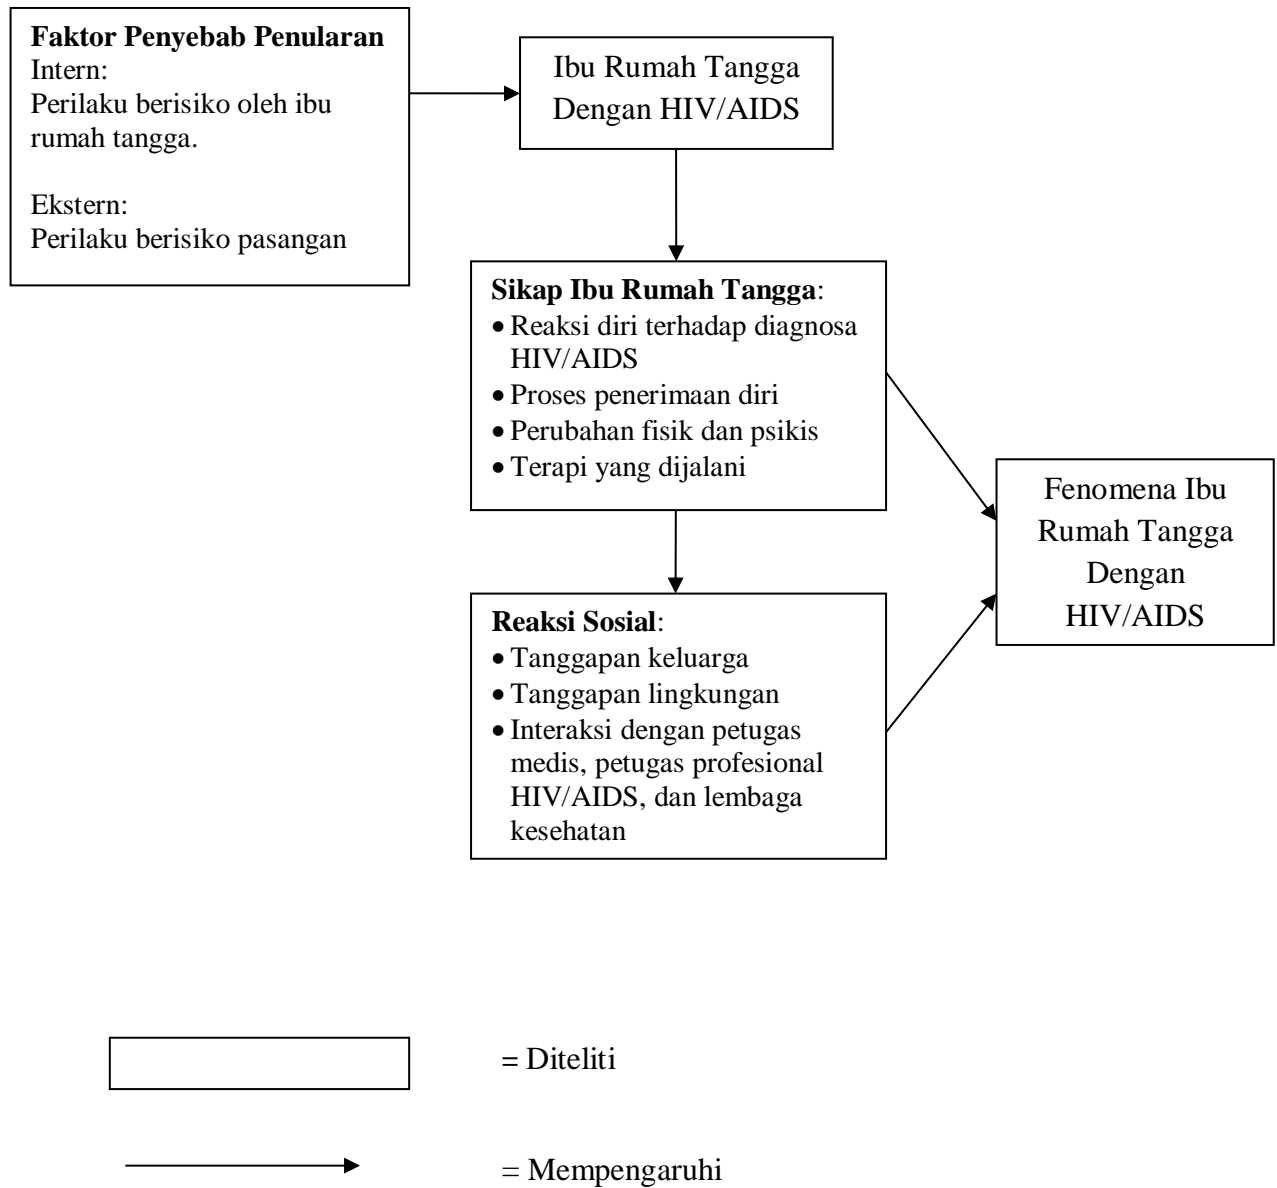 Faktor Penyebab Penularan
Intern:
Perilaku berisiko oleh ibu
rumah tangga.
Ekstern:
Perilaku berisiko pasangan
Ibu Rumah Tangga
Dengan HIV/AIDS
Sikap Ibu Rumah Tangga:
• Reaksi diri terhadap diagnosa
HIV/AIDS
• Proses penerimaan diri
• Perubahan fisik dan psikis
• Terapi yang dijalani
Reaksi Sosial:
• Tanggapan keluarga
• Tanggapan lingkungan
• Interaksi dengan petugas
medis, petugas profesional
HIV/AIDS, dan lembaga
kesehatan
Fenomena Ibu
Rumah Tangga
Dengan
HIV/AIDS
= Diteliti
= Mempengaruhi